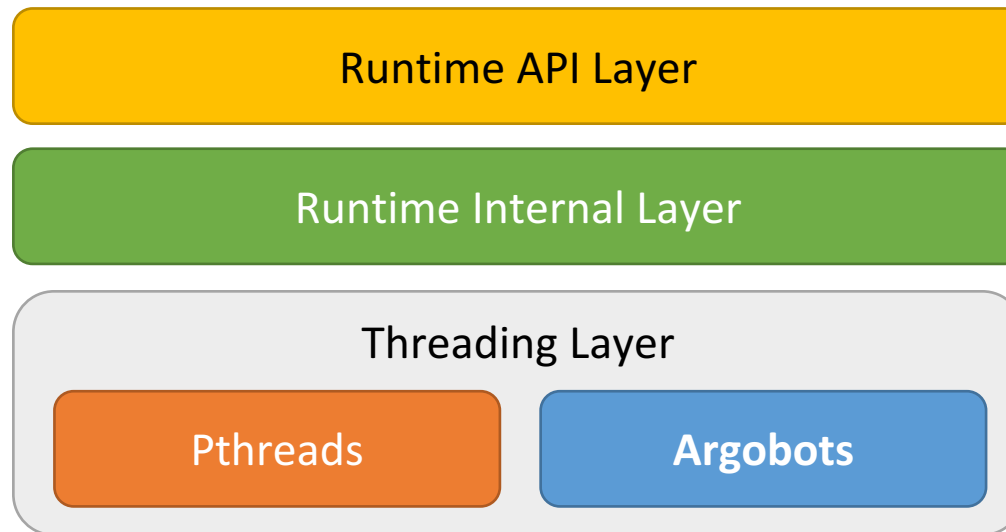 Runtime API Layer
Runtime Internal Layer
Threading Layer
Pthreads
Argobots